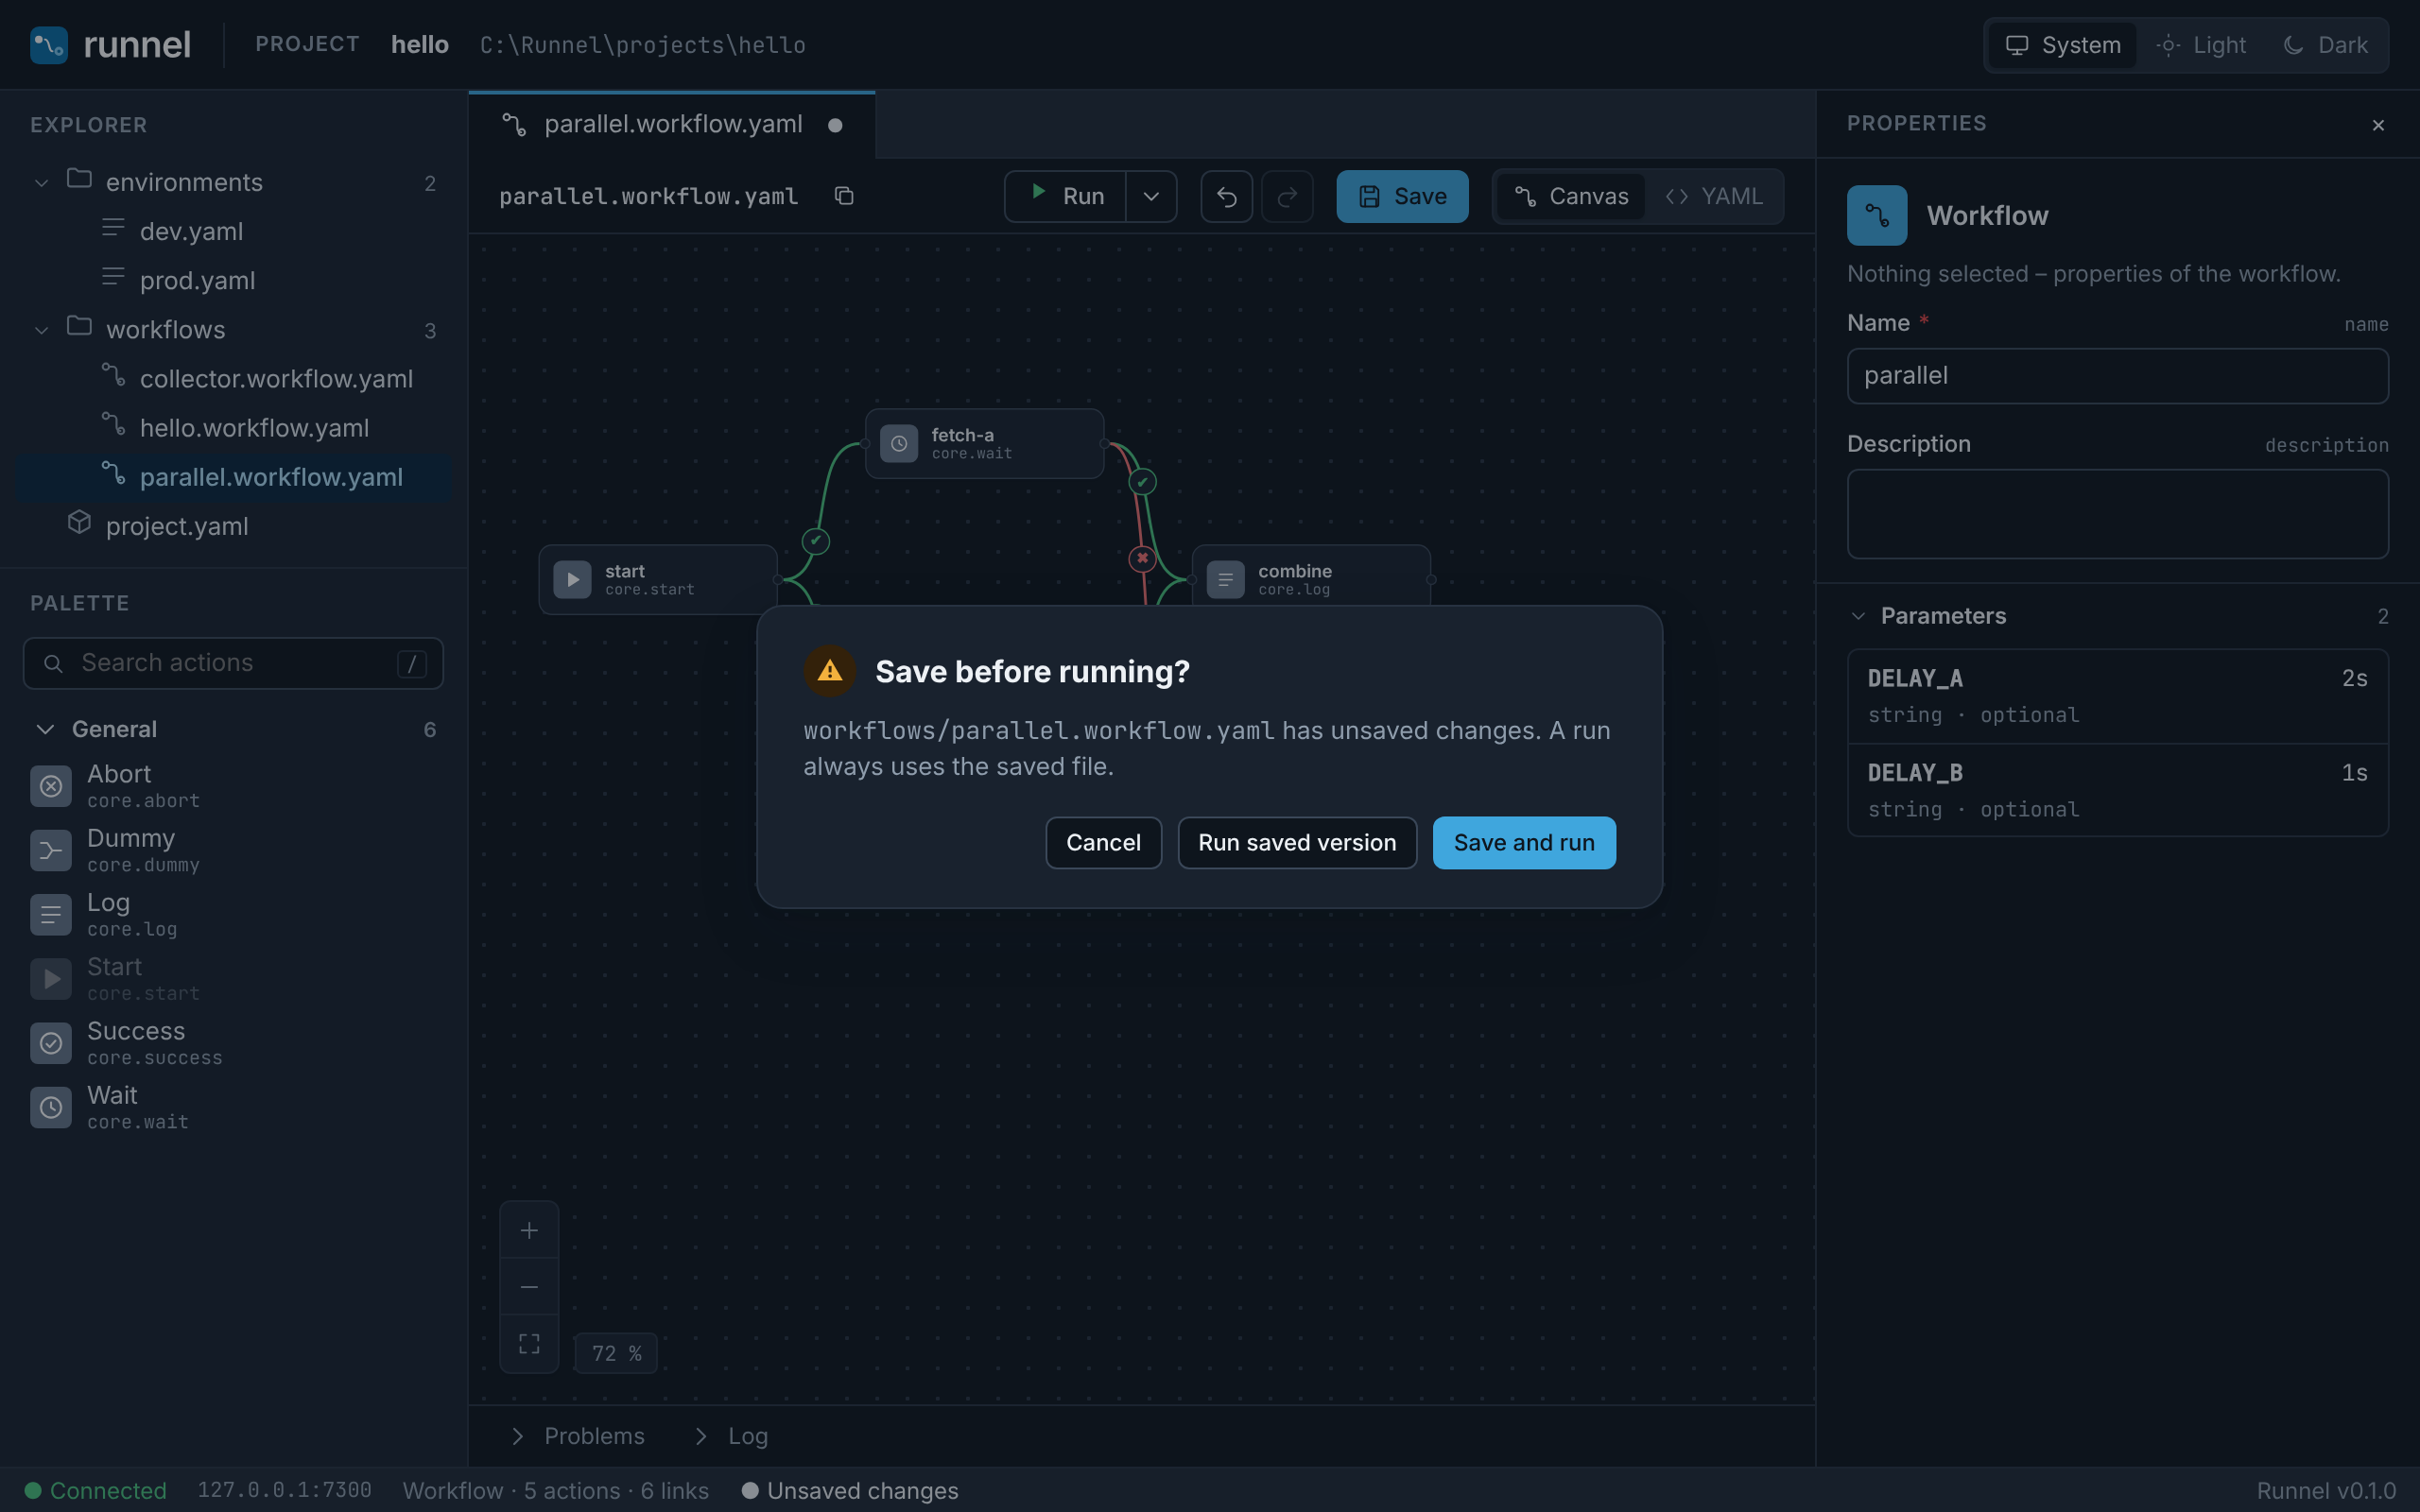 runnel
PROJECT hello C:\Runnel\projects\hello
System Light Dark
EXPLORER
environments 2
dev.yaml
prod.yaml
workflows 3
collector.workflow.yaml
hello.workflow.yaml
parallel.workflow.yaml
project.yaml
PALETTE
Search actions /
General 6
Abort
core.abort
Dummy
core.dummy
Log
core.log
Start
core.start
Success
core.success
Wait
core.wait
parallel.workflow.yaml
parallel.workflow.yaml
Run Save Canvas YAML
fetch-a
core.wait
start
core.start
combine
core.log
Save before running?
workflows/parallel.workflow.yaml has unsaved changes. A run
always uses the saved file.
Cancel Run saved version Save and run
72 %
Problems Log
PROPERTIES
Workflow
Nothing selected – properties of the workflow.
Name * name
parallel
Description description
Parameters 2
DELAY_A 2s
string · optional
DELAY_B 1s
string · optional
Connected 127.0.0.1:7300 Workflow · 5 actions · 6 links Unsaved changes Runnel v0.1.0